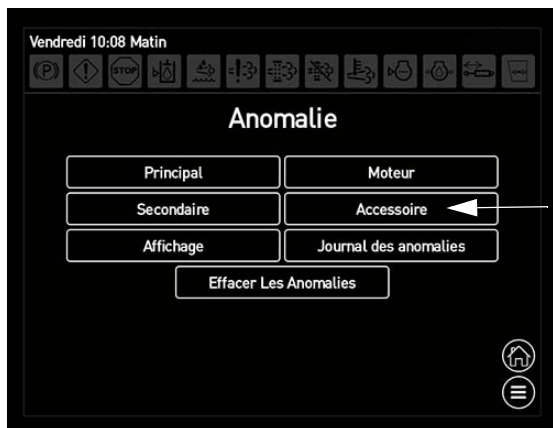 Vendredi 10:08 Matin
(P) STOP
Anomalie
Principal Moteur
Secondaire Accessoire
Affichage Journal des anomalies
Effacer Les Anomalies